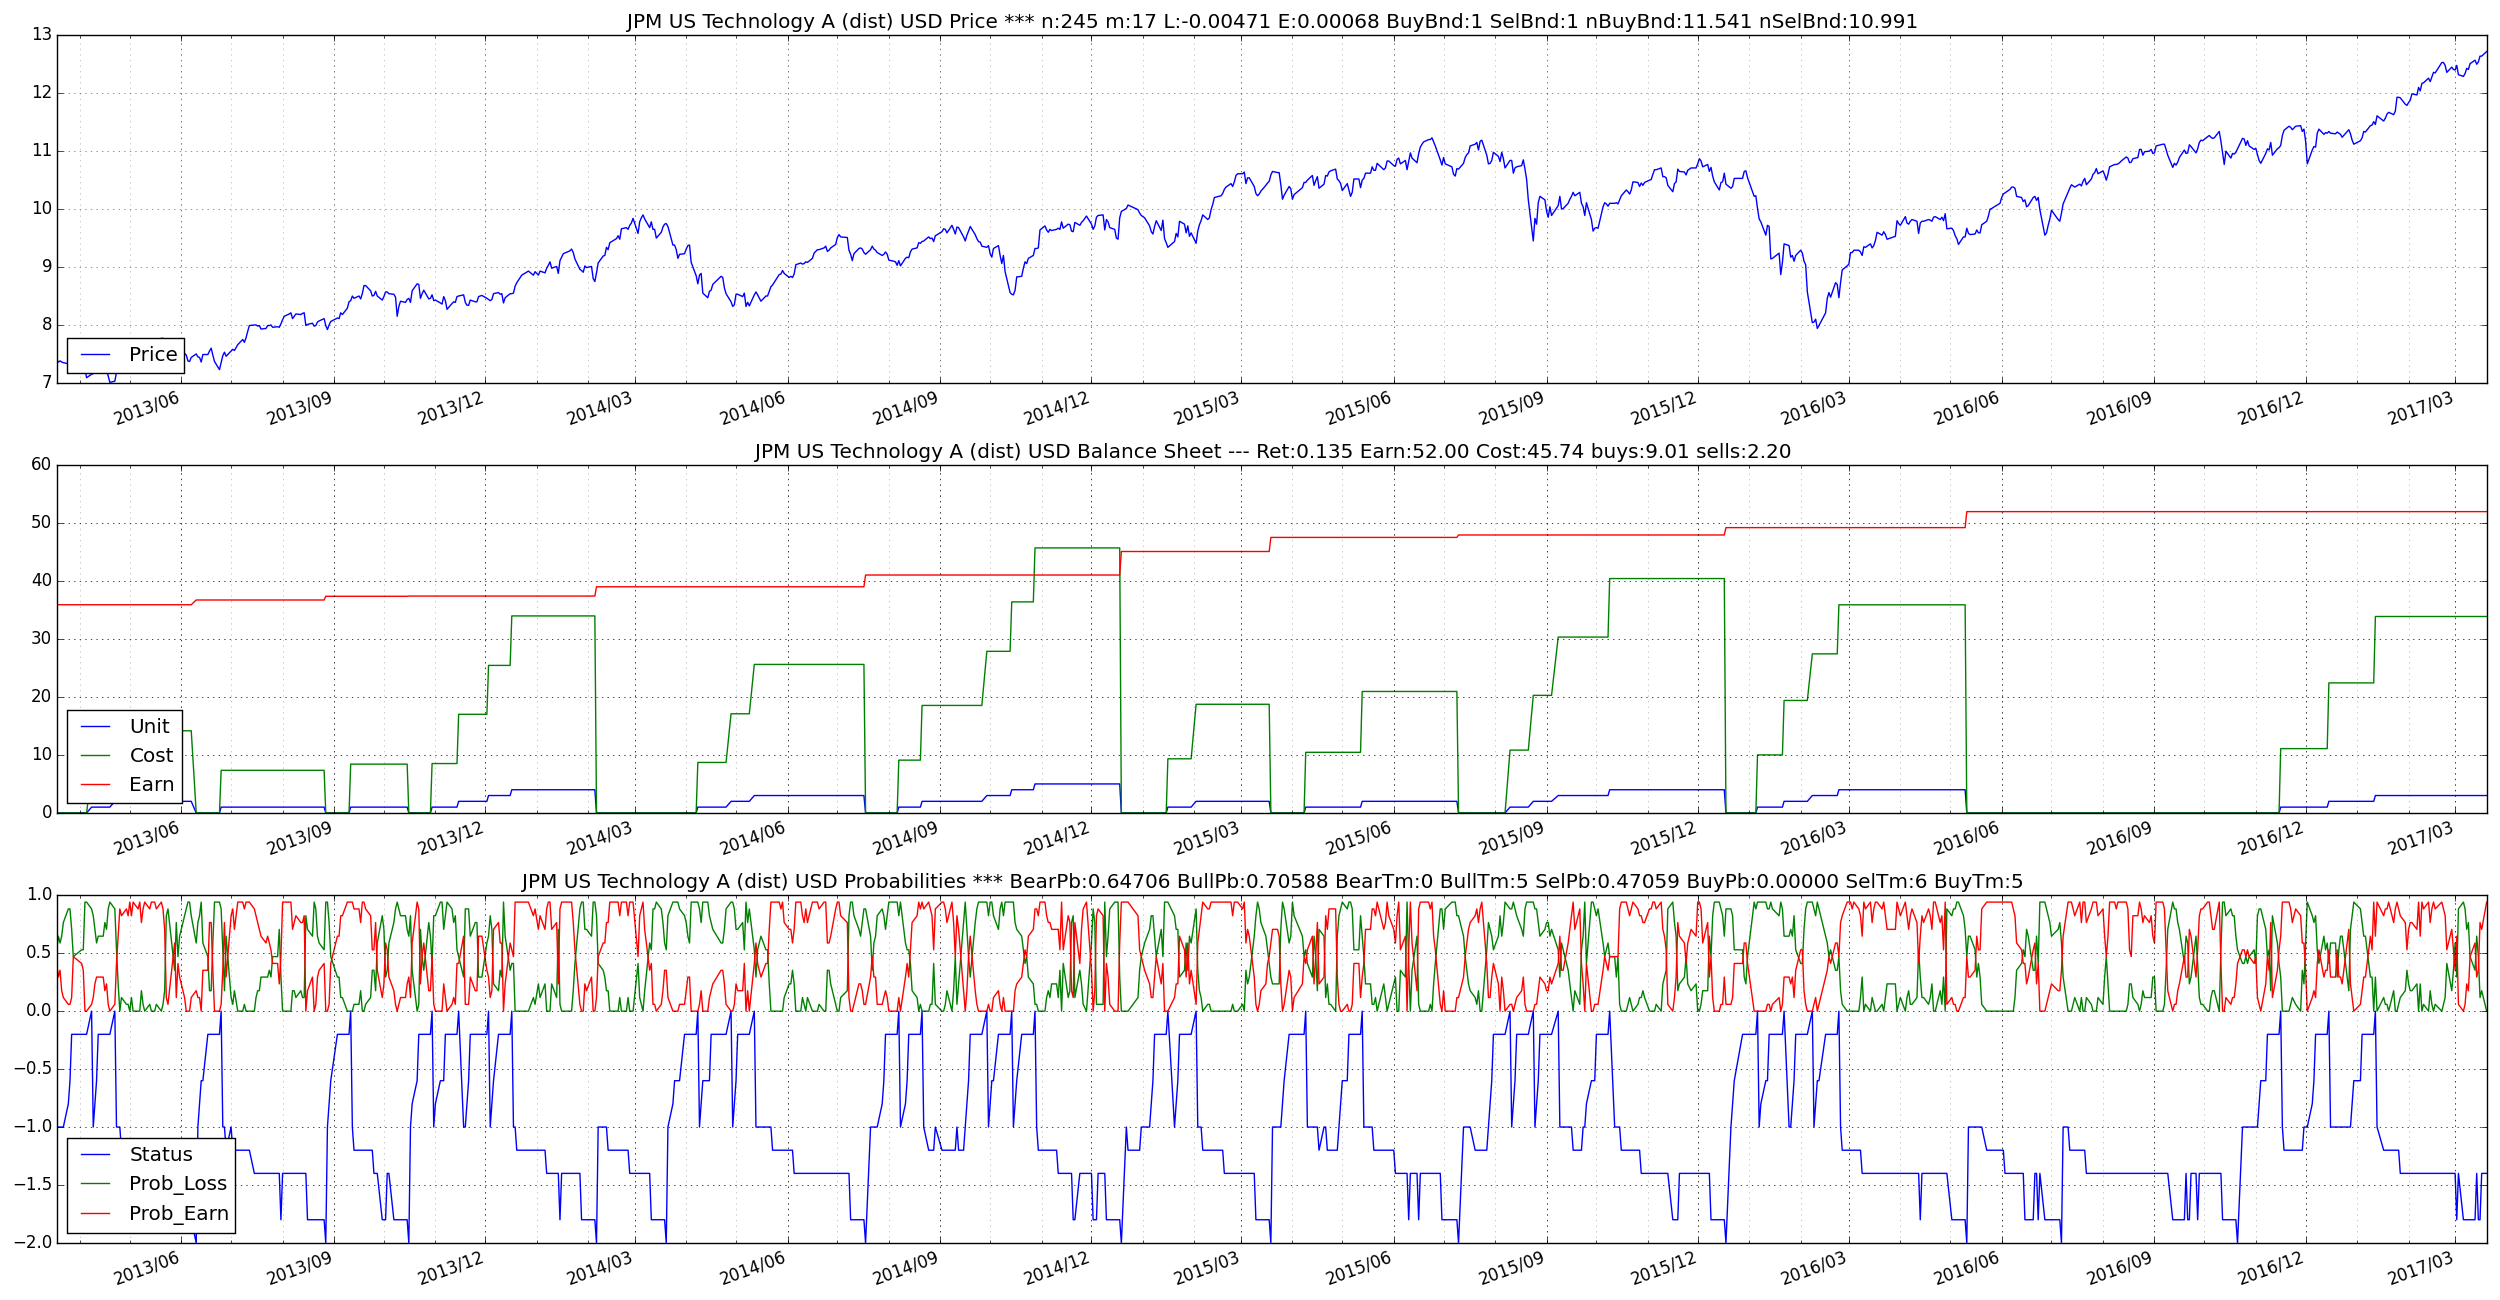 JPM US Technology A (dist) USD Price *** n:245 m:17 L:-0.00471 E:0.00068 BuyBnd:1 SelBnd:1 nBuyBnd:11.541 nSelBnd:10.991
13
12
11
10
9
8
7
Price
2013/06 2013/09 2013/12 2014/03 2014/06 2014/09 2014/12 2015/03 2015/06 2015/09 2015/12 2016/03 2016/06 2016/09 2016/12 2017/03
JPM US Technology A (dist) USD Balance Sheet --- Ret:0.135 Earn:52.00 Cost:45.74 buys:9.01 sells:2.20
60
50
40
30
20
10
0
Unit
Cost
Earn
2013/06 2013/09 2013/12 2014/03 2014/06 2014/09 2014/12 2015/03 2015/06 2015/09 2015/12 2016/03 2016/06 2016/09 2016/12 2017/03
JPM US Technology A (dist) USD Probabilities *** BearPb:0.64706 BullPb:0.70588 BearTm:0 BullTm:5 SelPb:0.47059 BuyPb:0.00000 SelTm:6 BuyTm:5
1.0
0.5
0.0
−0.5
−1.0
−1.5
−2.0
Status
Prob_Loss
Prob_Earn
2013/06 2013/09 2013/12 2014/03 2014/06 2014/09 2014/12 2015/03 2015/06 2015/09 2015/12 2016/03 2016/06 2016/09 2016/12 2017/03